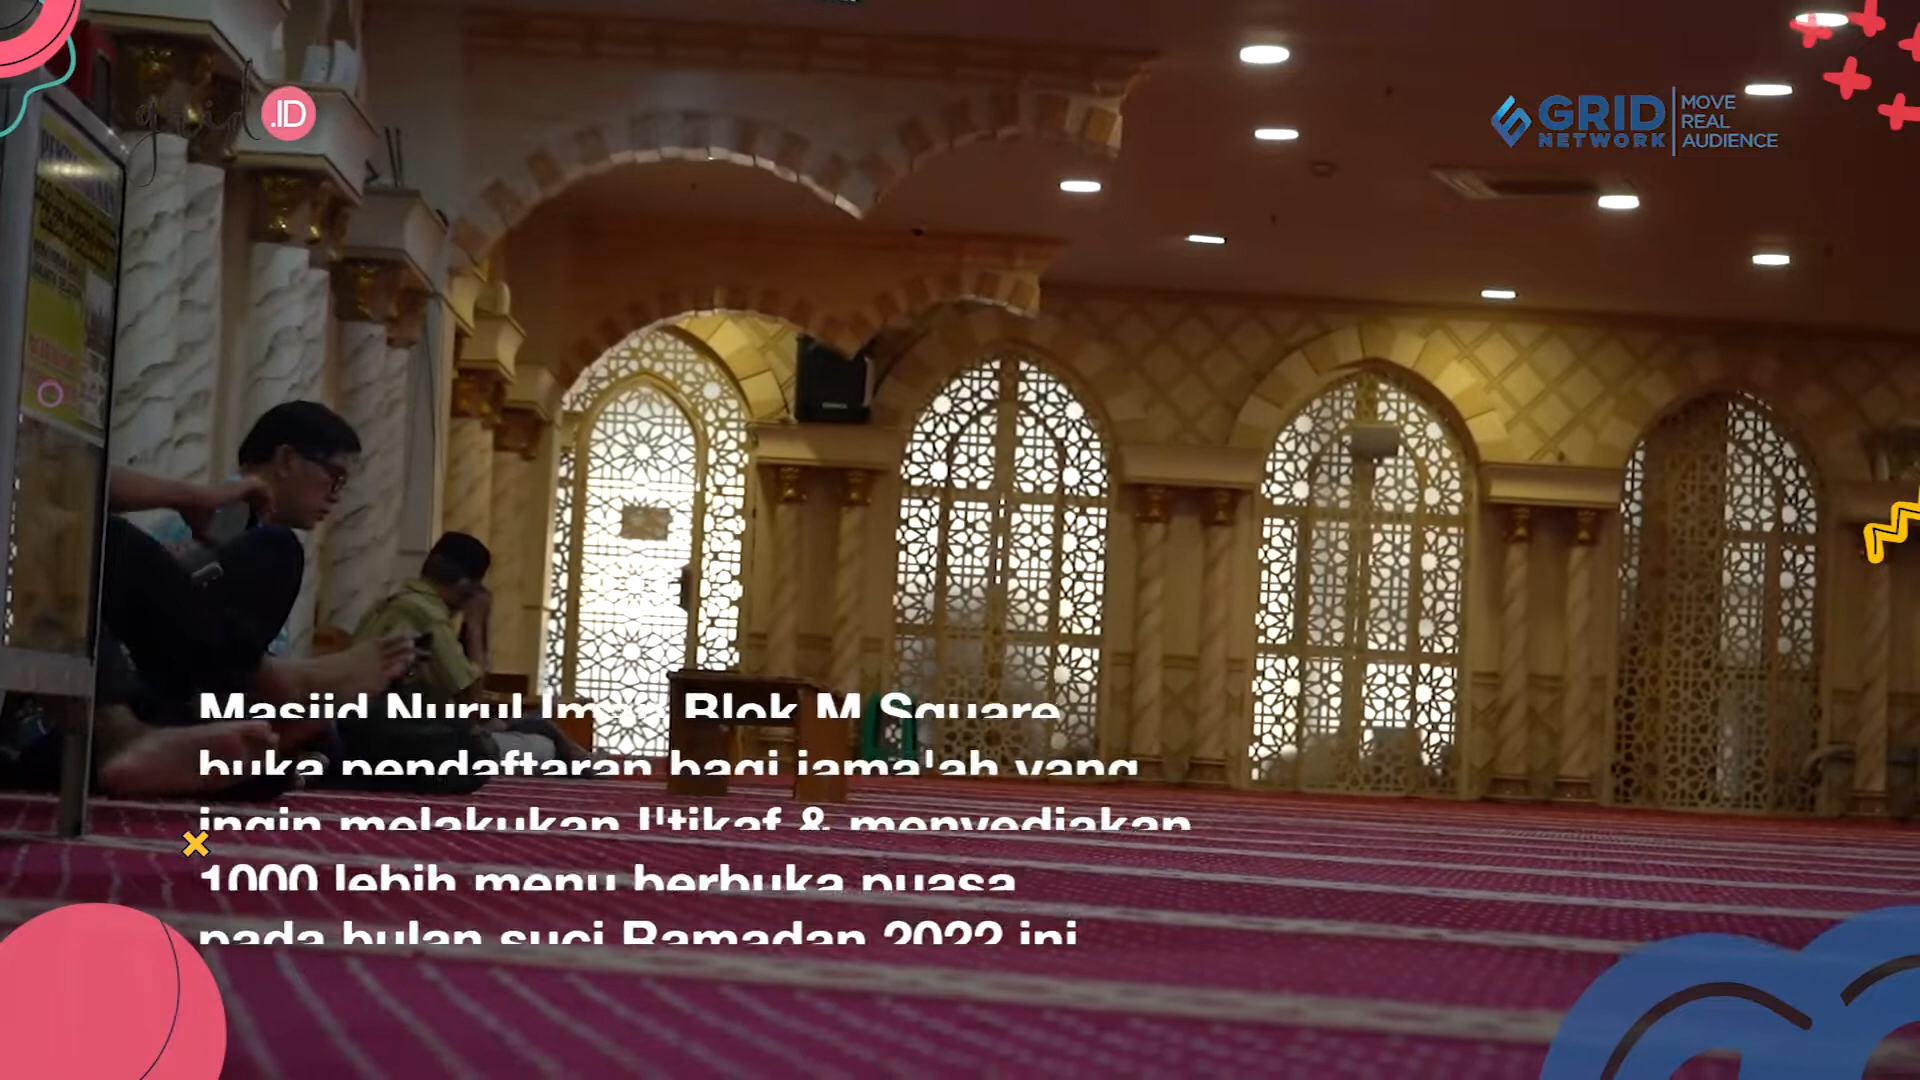 grid.ID
GRID
NETWORK
MOVE
REAL
AUDIENCE
Masjid Nurul Iman Blok M Square
buka pendaftaran bagi jama'ah yang
ingin melakukan I'tikaf & menyediakan
1000 lebih menu berbuka puasa
pada bulan suci Ramadan 2022 ini